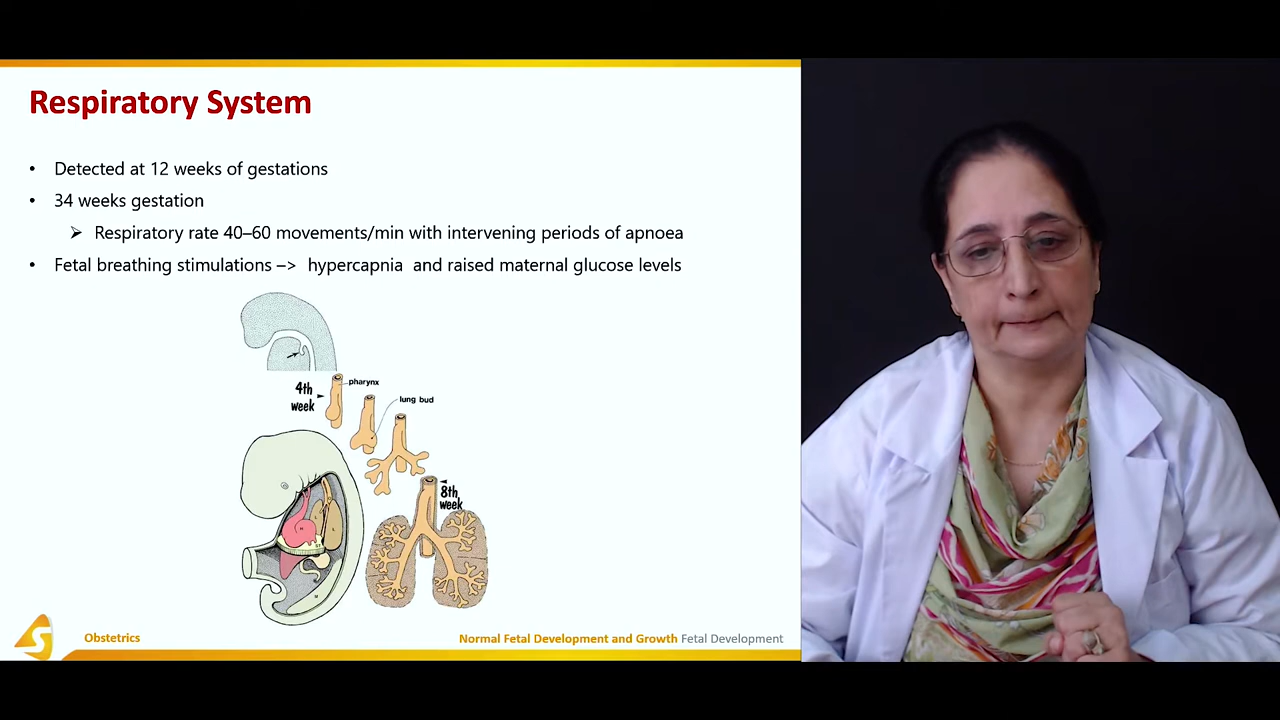 Respiratory System
• Detected at 12 weeks of gestations
• 34 weeks gestation
➢ Respiratory rate 40–60 movements/min with intervening periods of apnoea
• Fetal breathing stimulations –> hypercapnia and raised maternal glucose levels
4th
week
pharynx
lung bud
8th
week
Obstetrics
Normal Fetal Development and Growth Fetal Development